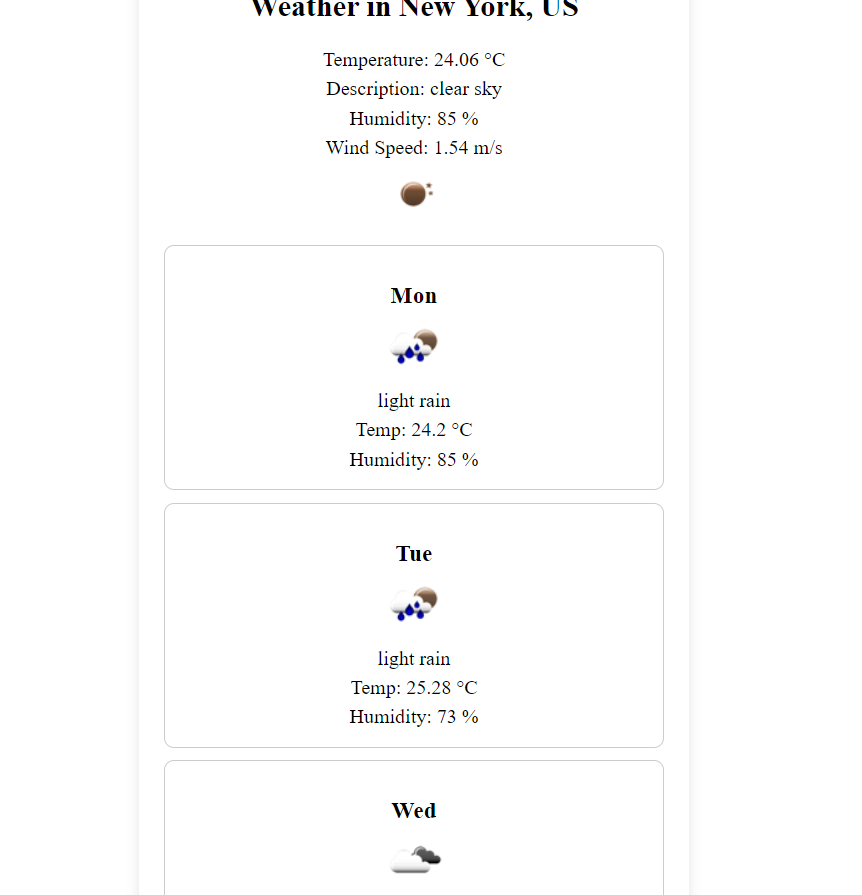 Weather in New York, US
Temperature: 24.06 °C
Description: clear sky
Humidity: 85 %
Wind Speed: 1.54 m/s
Mon
light rain
Temp: 24.2 °C
Humidity: 85 %
Tue
light rain
Temp: 25.28 °C
Humidity: 73 %
Wed